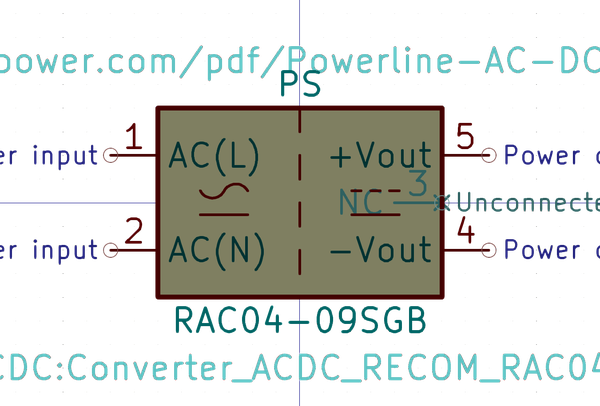 power.com/pdf/Powerline-AC-DC
PS
er input 1 AC(L) +Vout 5 Power
NC 3 Unconnecte
2 AC(N) -Vout 4 Power
er input
RAC04-09SGB
CDC:Converter_ACDC_RECOM_RAC04